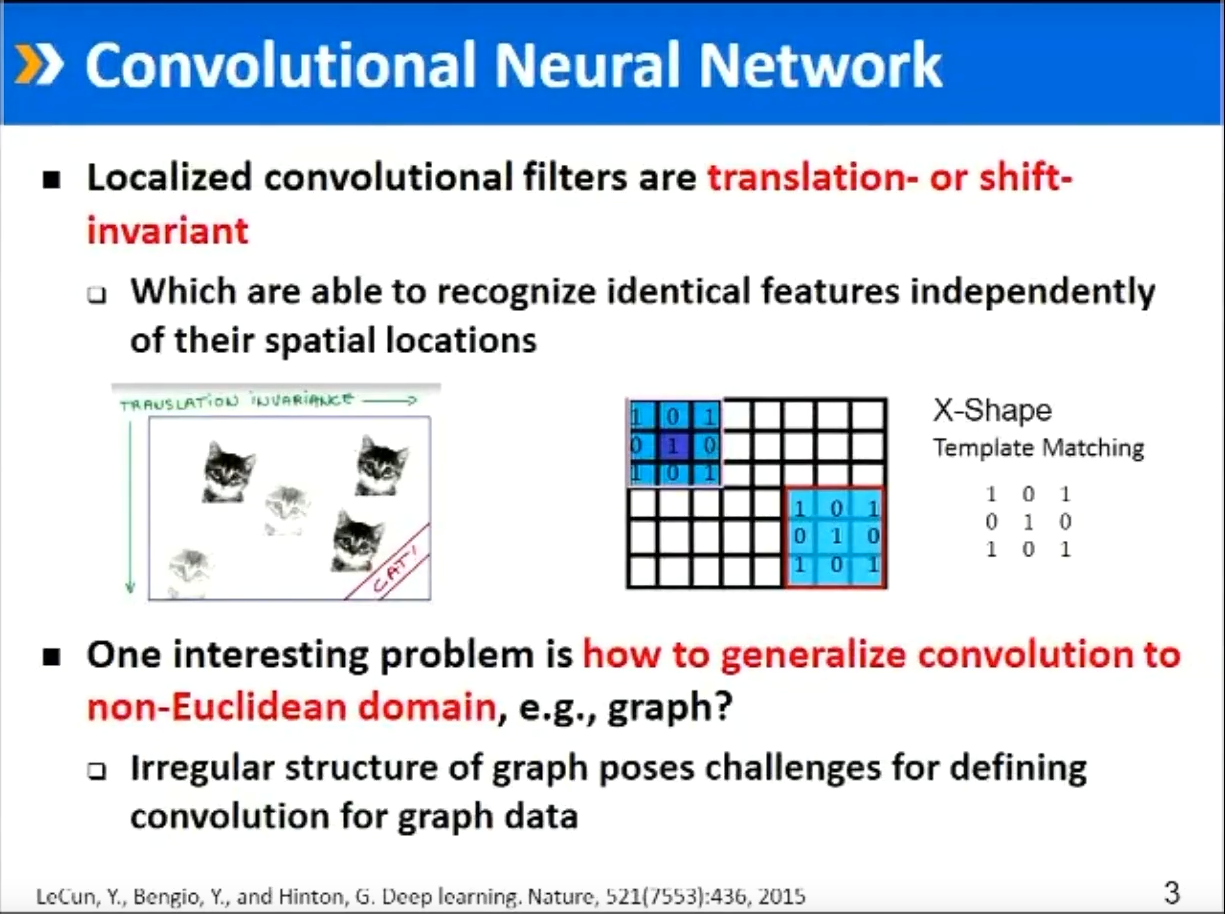 Convolutional Neural Network
■ Localized convolutional filters are translation- or shift-
invariant
❑ Which are able to recognize identical features independently
of their spatial locations
TRANSLATION INVARIANCE
CAT!
1 0 1
0 1 0
1 0 1
1 0 1
0 1 0
1 0 1
X-Shape
Template Matching
1 0 1
0 1 0
1 0 1
■ One interesting problem is how to generalize convolution to
non-Euclidean domain, e.g., graph?
❑ Irregular structure of graph poses challenges for defining
convolution for graph data
LeCun, Y., Bengio, Y., and Hinton, G. Deep learning. Nature, 521(7553):436, 2015
3